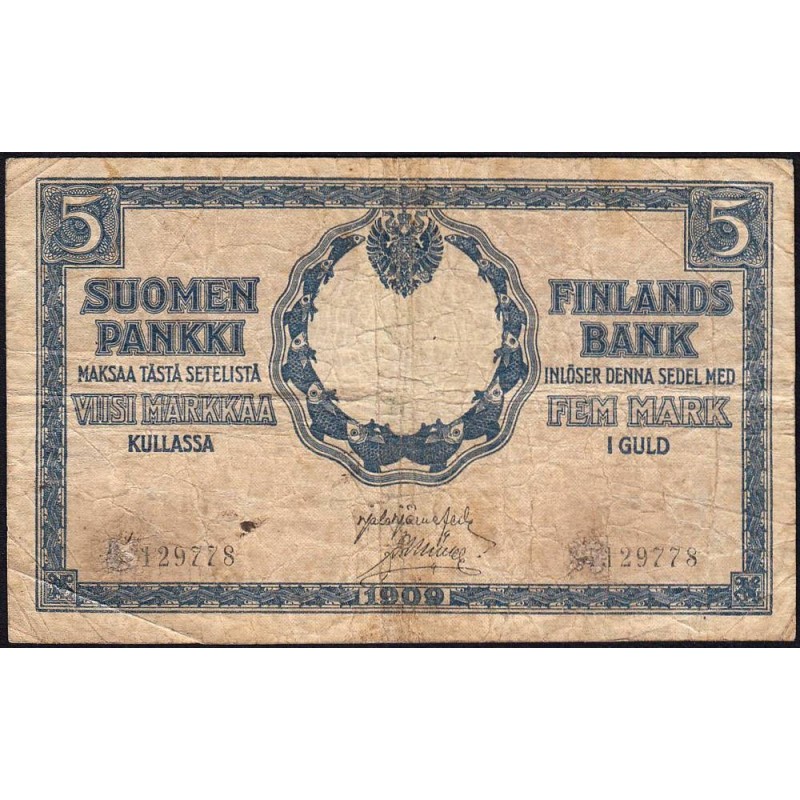 5
5
SUOMEN
PANKKI
MAKSAA TÄSTÄ SETELISTÄ
VIISI MARKKAA
KULLASSA
FINLANDS
BANK
INLÖSER DENNA SEDEL MED
FEM MARK
I GULD
129778
129778
1909